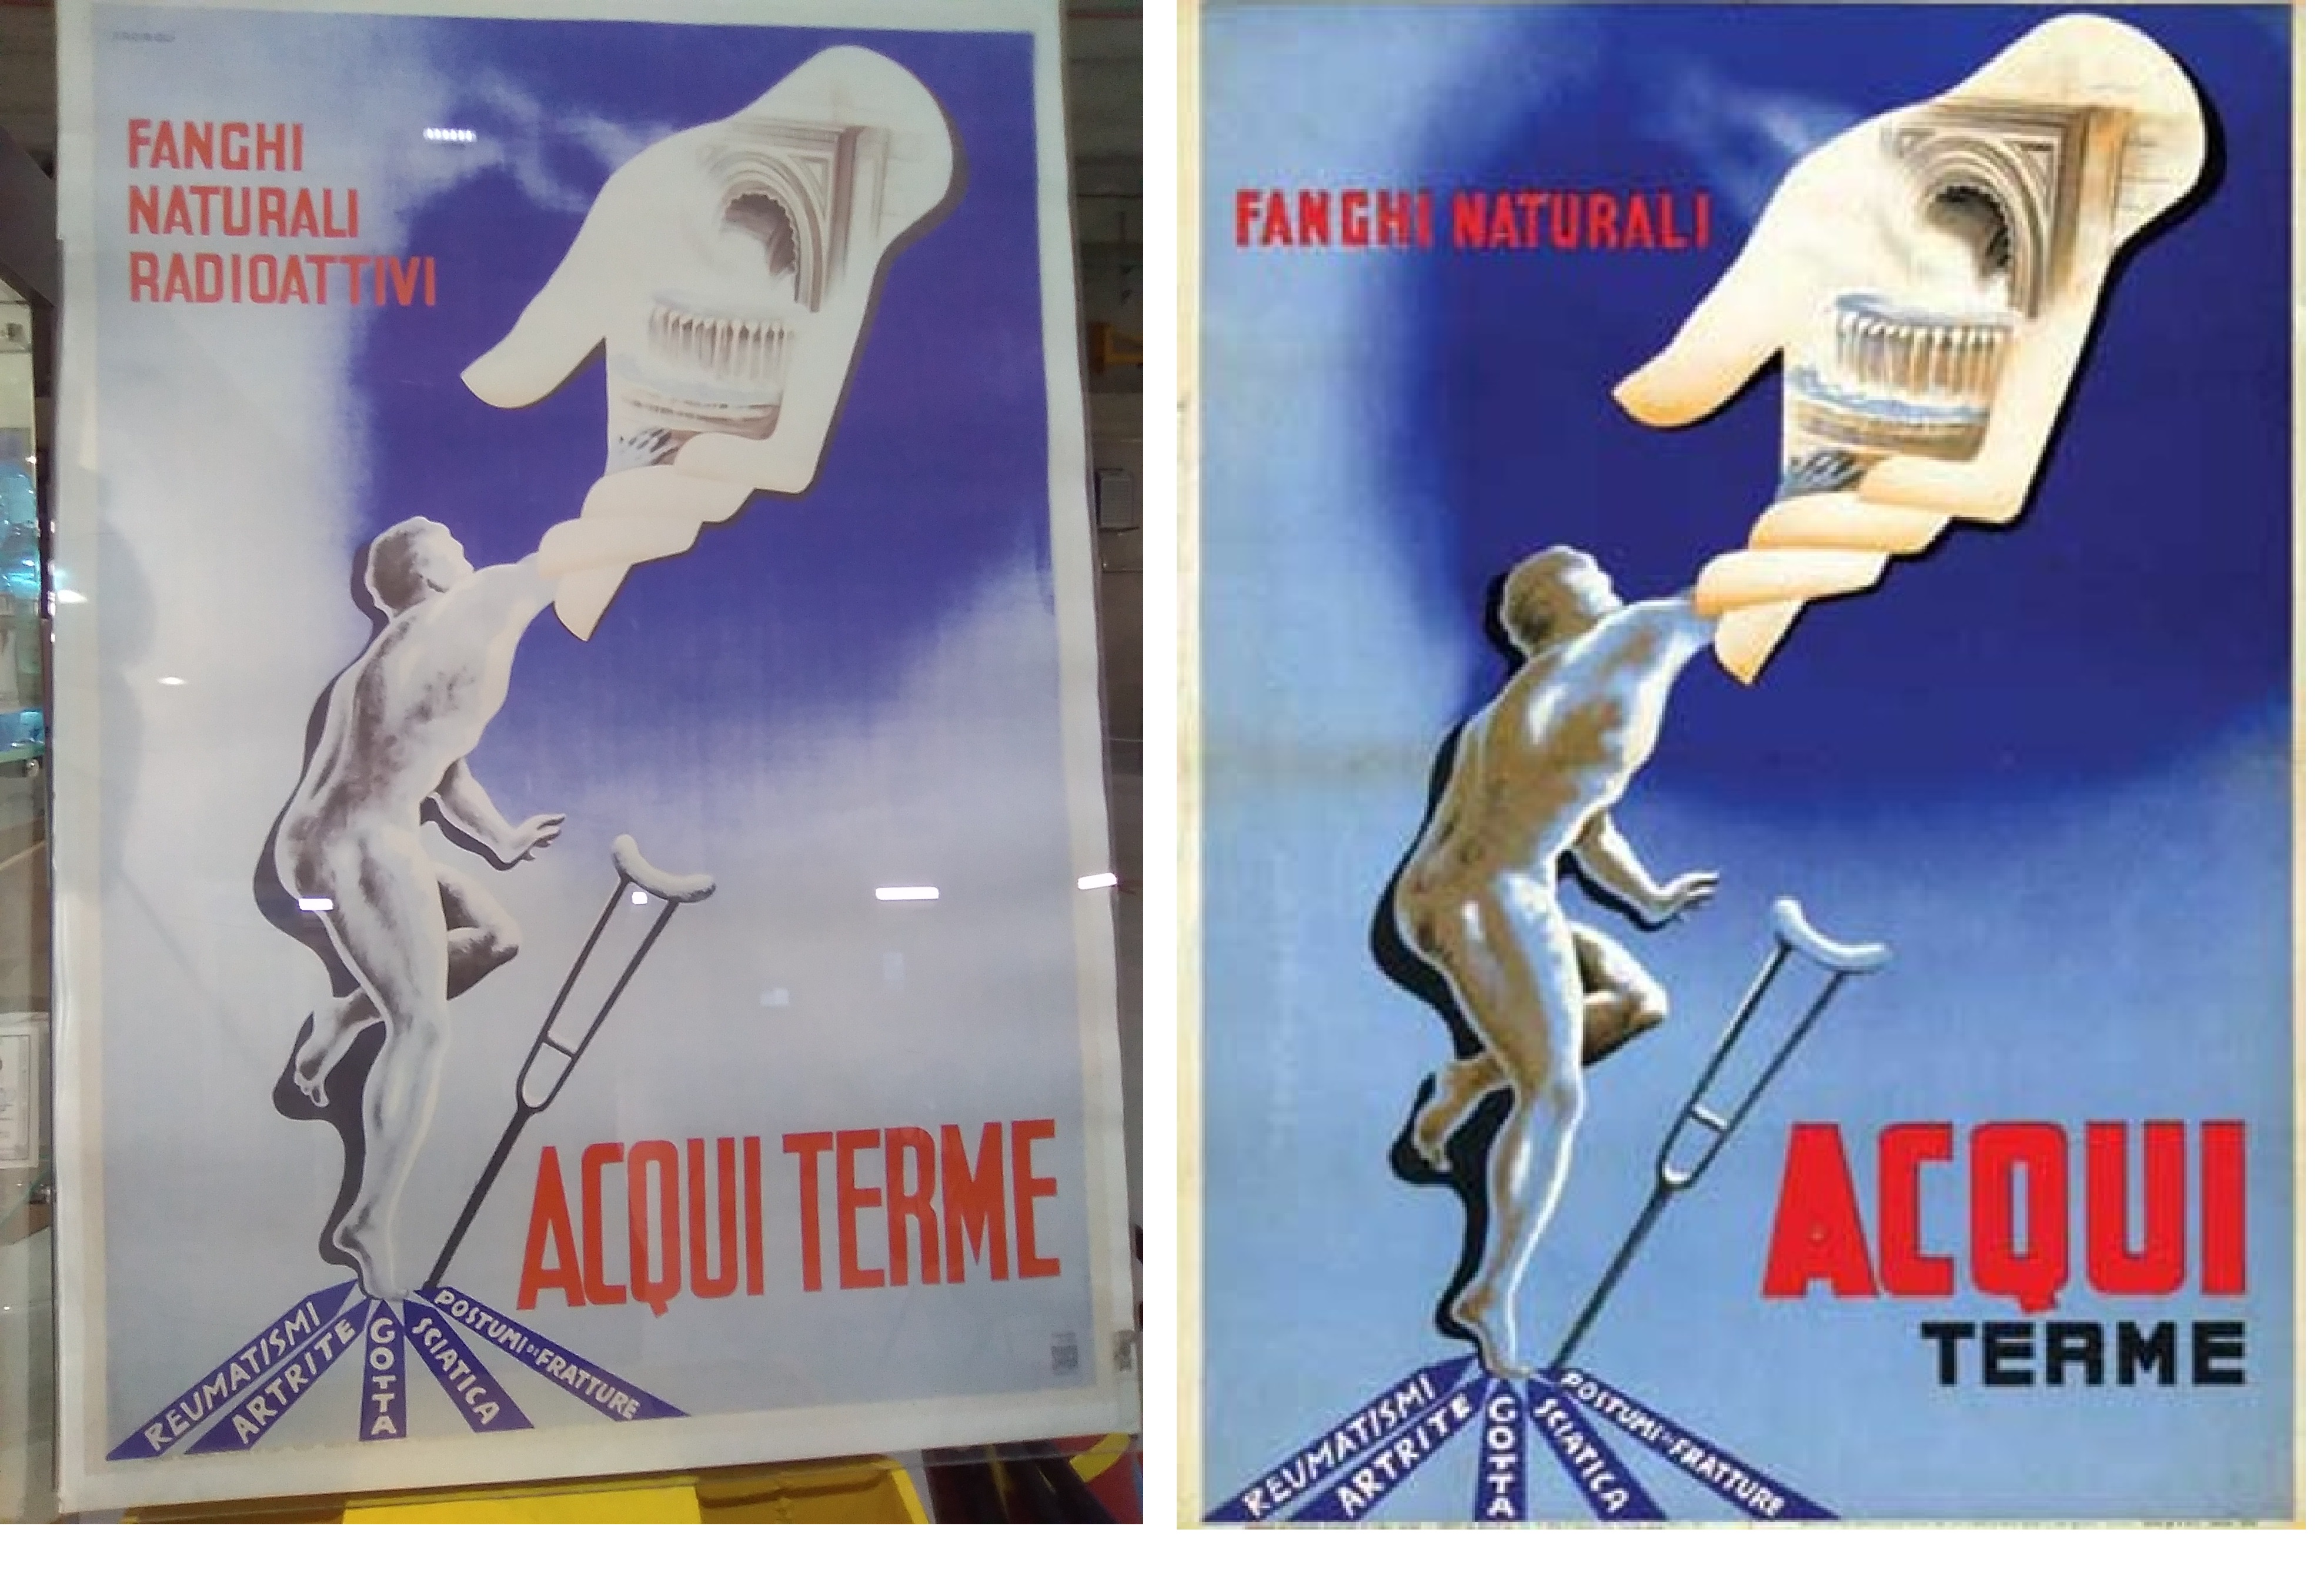 FANGHI
NATURALI
RADIOATTIVI
ACQUI TERME
REUMATISMI
ARTRITE
GOTTA
SCIATICA
POSTUMI DI FRATTURE
FANGHI NATURALI
ACQUI
TERME
REUMATISMI
ARTRITE
GOTTA
SCIATICA
POSTUMI DI FRATTURE